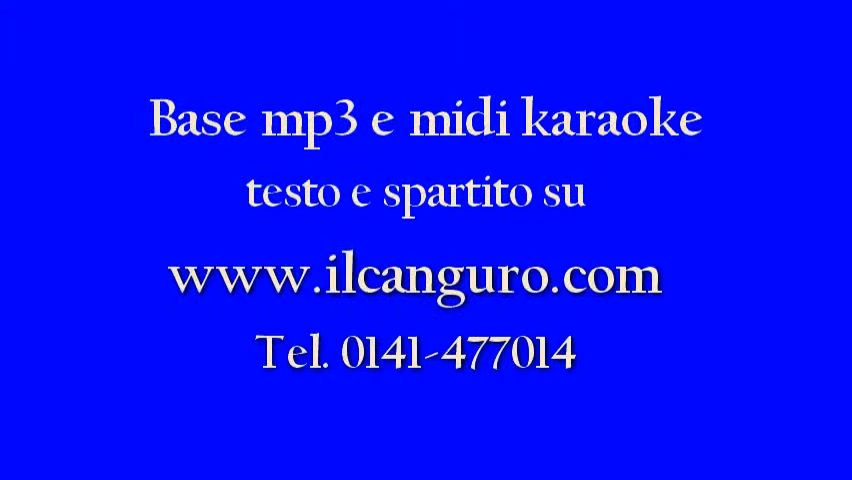 Base mp3 e midi karaoke
testo e spartito su
www.ilcanguro.com
Tel. 0141-477014